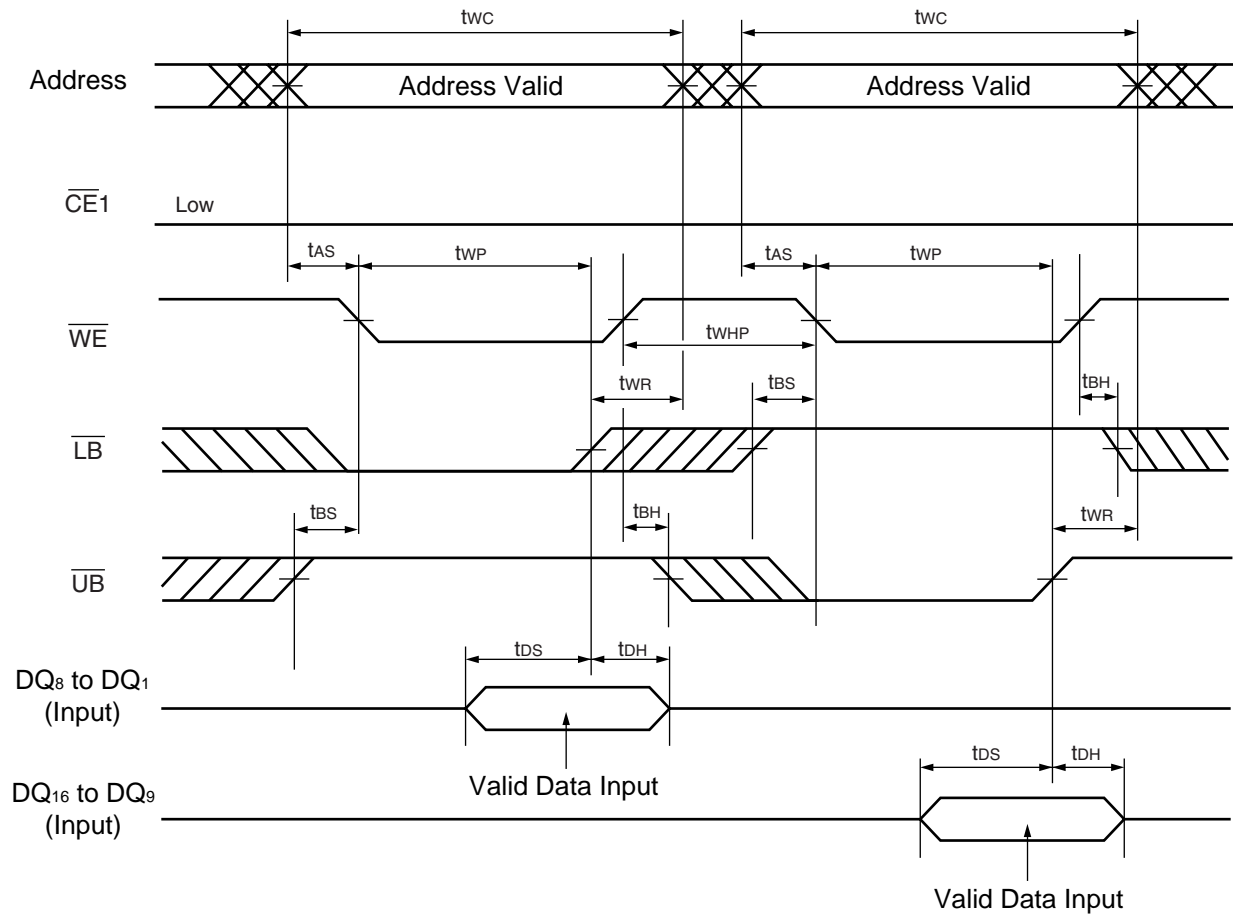 tWC tWC
Address Address Valid Address Valid
CE1 Low
tAS tWP tAS tWP
WE
tWHP
tWR tBS tBH
LB
tBS tBH tWR
UB
tDS tDH
DQ8 to DQ1
(Input)
Valid Data Input
tDS tDH
DQ16 to DQ9
(Input)
Valid Data Input